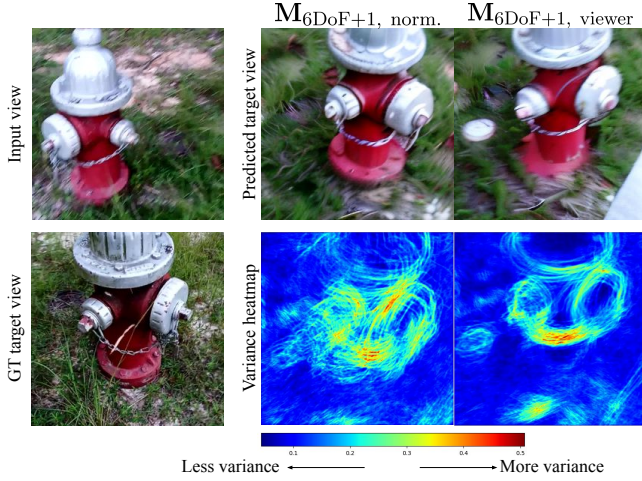 M6DoF+1, norm.
M6DoF+1, viewer
Input view
Predicted target view
GT target view
Variance heatmap
0.1 0.2 0.3 0.4 0.5
Less variance
More variance